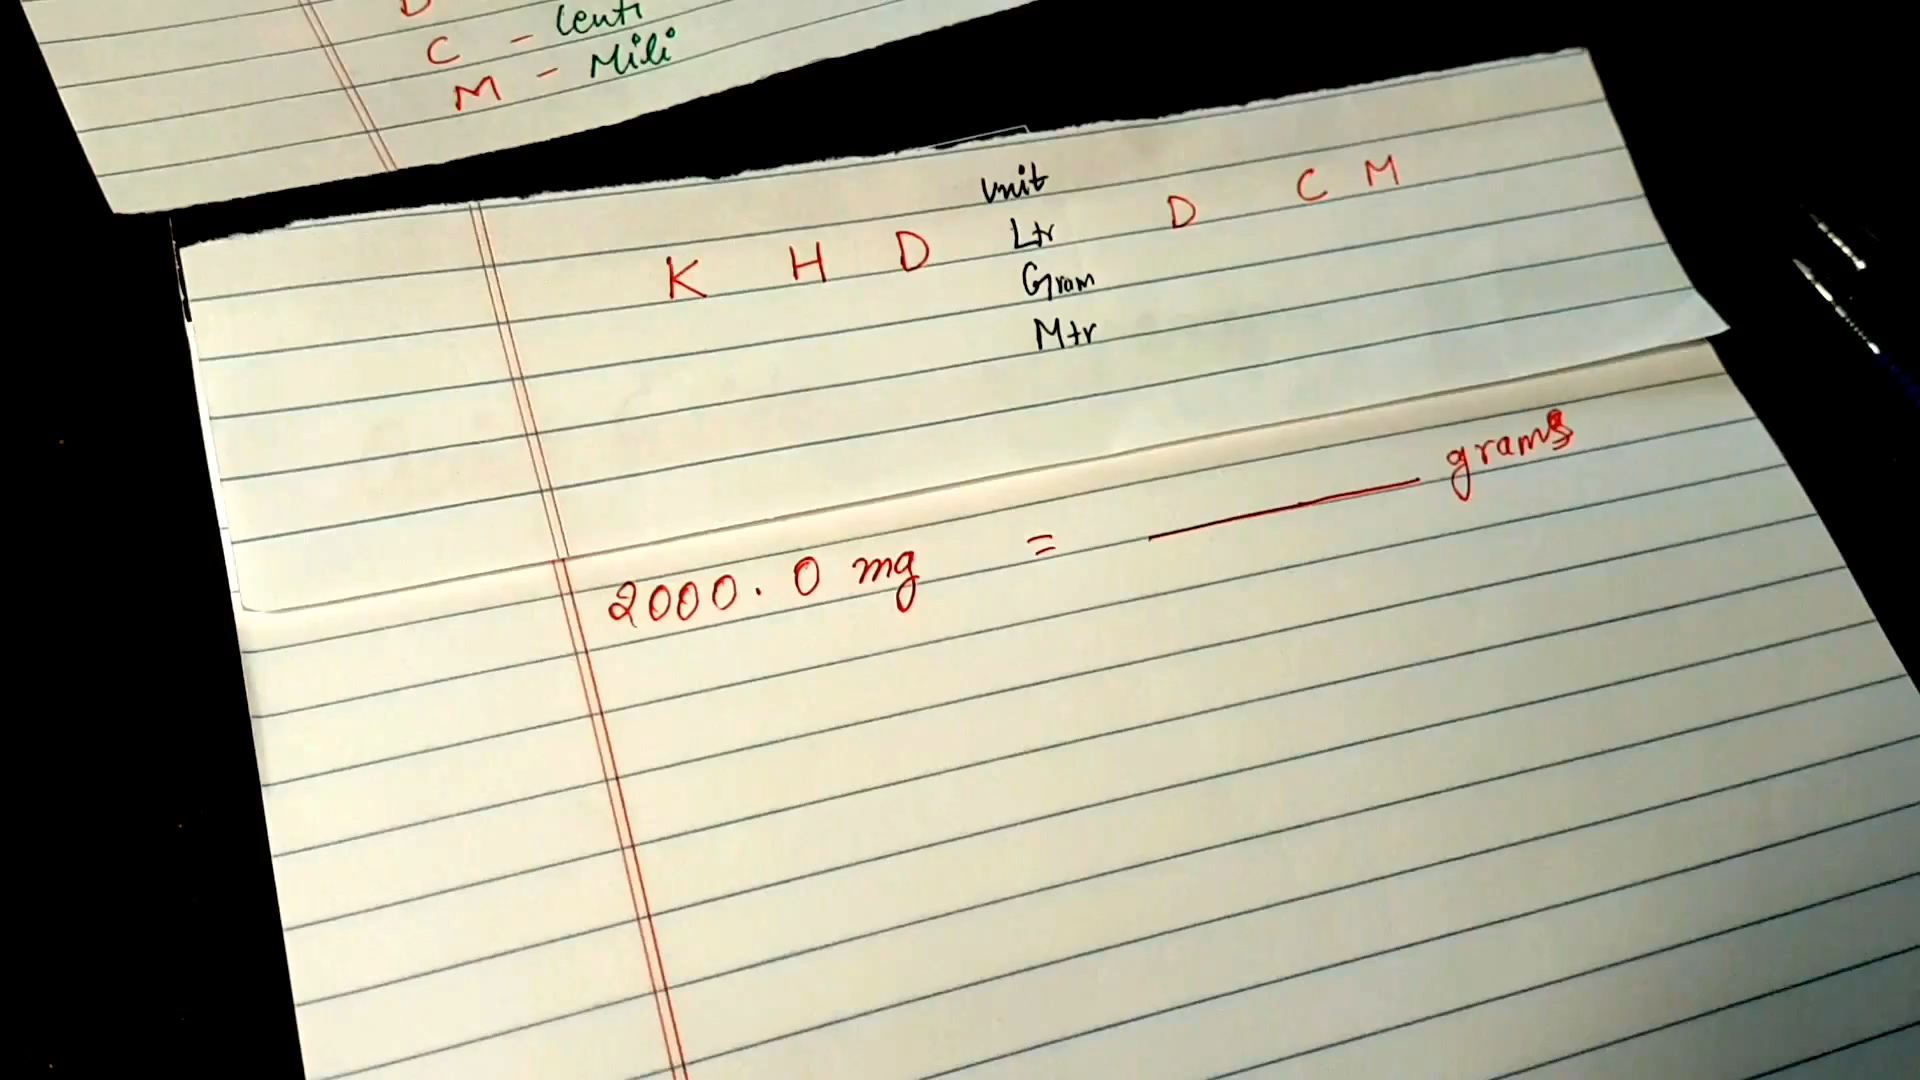 C - Centi
M - Mili
K H D unit D C M
Ltr
Gram
Mtr
2000.0 mg = ________ grams